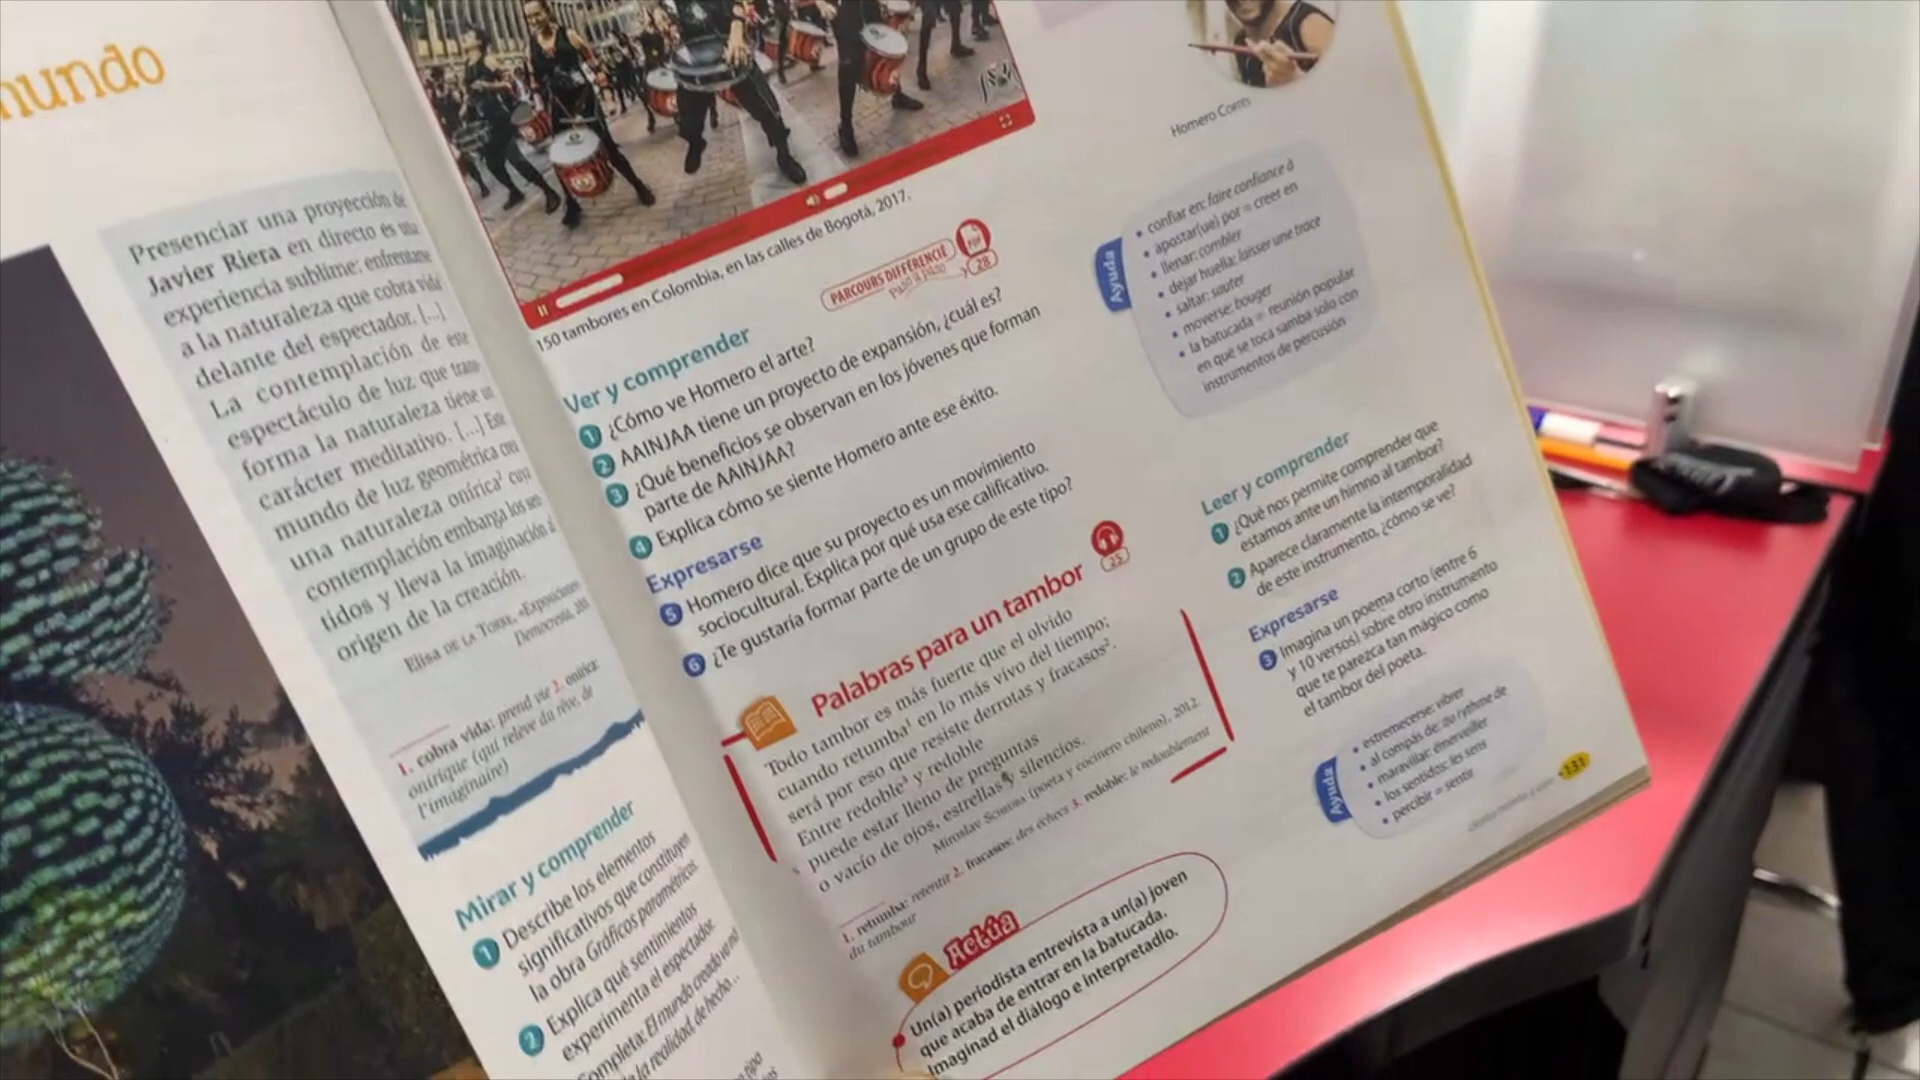 mundo
Presenciar una proyección de
Javier Riera en directo es una
experiencia sublime: enfrentarse
a la naturaleza que cobra vida¹
delante del espectador. [...]
La contemplación de este
espectáculo de luz que trans-
forma la naturaleza tiene un
carácter meditativo. [...] Este
mundo de luz geométrica crea
una naturaleza onírica² cuya
contemplación embarga los sen-
tidos y lleva la imaginación al
origen de la creación.
Elisa DE LA TORRE, «Exposiciones
Democresía, 201
1. cobra vida: prend vie 2. onírica:
onirique (qui relève du rêve, de
l'imaginaire)
Mirar y comprender
1 Describe los elementos
significativos que constituyen
la obra Gráficos paramétricos
2 Explica qué sentimientos
experimenta el espectador.
Completa: El mundo creado
la realidad, de hecho...
tipo
150 tambores en Colombia, en las calles de Bogotá, 2017.
PARCOURS DIFFÉRENCIÉ
Paso a paso
PDF
28
Ver y comprender
1 ¿Cómo ve Homero el arte?
2 AAINJAA tiene un proyecto de expansión, ¿cuál es?
3 ¿Qué beneficios se observan en los jóvenes que forman
parte de AAINJAA?
4 Explica cómo se siente Homero ante ese éxito.
Expresarse
5 Homero dice que su proyecto es un movimiento
sociocultural. Explica por qué usa ese calificativo.
6 ¿Te gustaría formar parte de un grupo de este tipo?
25
Palabras para un tambor
Todo tambor es más fuerte que el olvido
cuando retumba¹ en lo más vivo del tiempo;
será por eso que resiste derrotas y fracasos².
Entre redoble³ y redoble
puede estar lleno de preguntas
o vacío de ojos, estrellas y silencios.
Miroslav (poeta y cocinero chileno), 2012.
1. retumba: retentir 2. fracasos: des échecs 3. redoble: le redoublement
du tambour
Actúa
Un(a) periodista entrevista a un(a) joven
que acaba de entrar en la batucada.
Imaginad el diálogo e interpretadlo.
Homero
Ayuda
• confiar en: faire confiance à
• apostar(ue) por = creer en
• llenar: combler
• dejar huella: laisser une trace
• saltar: sauter
• moverse: bouger
• la batucada = reunión popular
en que se toca samba solo con
instrumentos de percusión
Leer y comprender
1 ¿Qué nos permite comprender que
estamos ante un himno al tambor?
2 Aparece claramente la intemporalidad
de este instrumento, ¿cómo se ve?
Expresarse
3 Imagina un poema corto (entre 6
y 10 versos) sobre otro instrumento
que te parezca tan mágico como
el tambor del poeta.
Ayuda
• estremecerse: vibrer
• al compás de: au rythme de
• maravillar: émerveiller
• los sentidos: les sens
• percibir = sentir
131